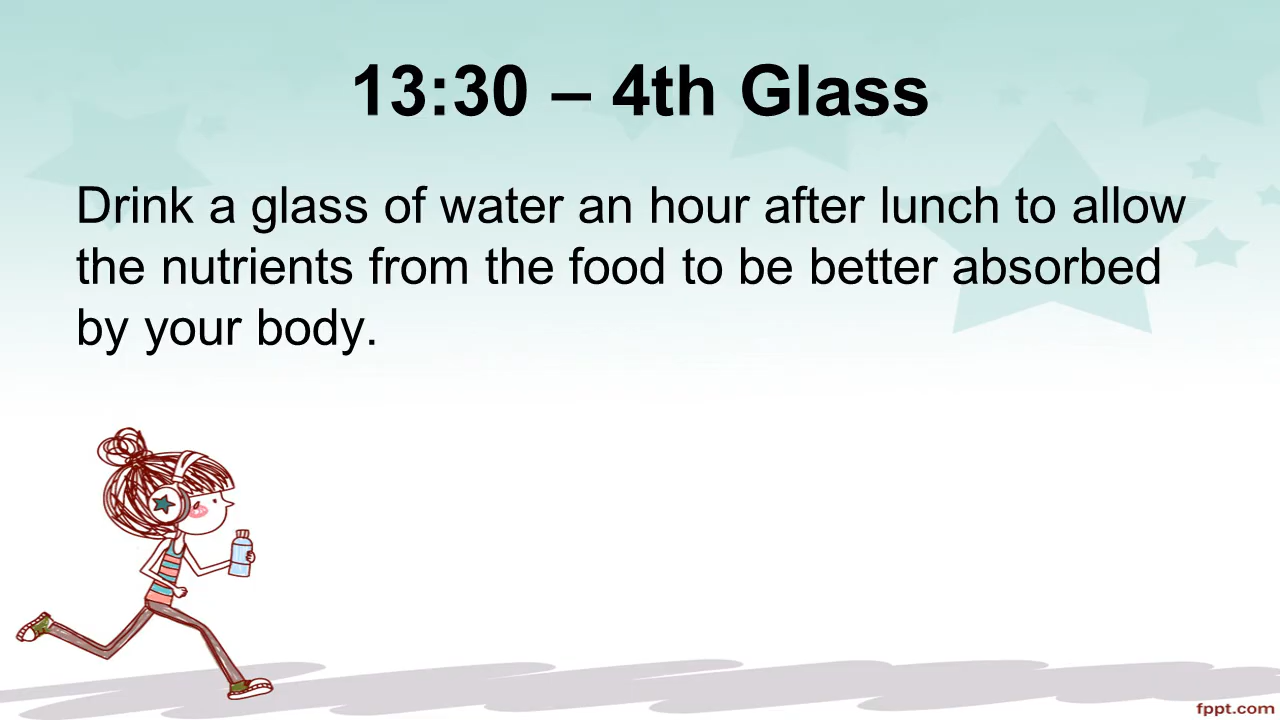 13:30 – 4th Glass
Drink a glass of water an hour after lunch to allow
the nutrients from the food to be better absorbed
by your body.
fppt.com